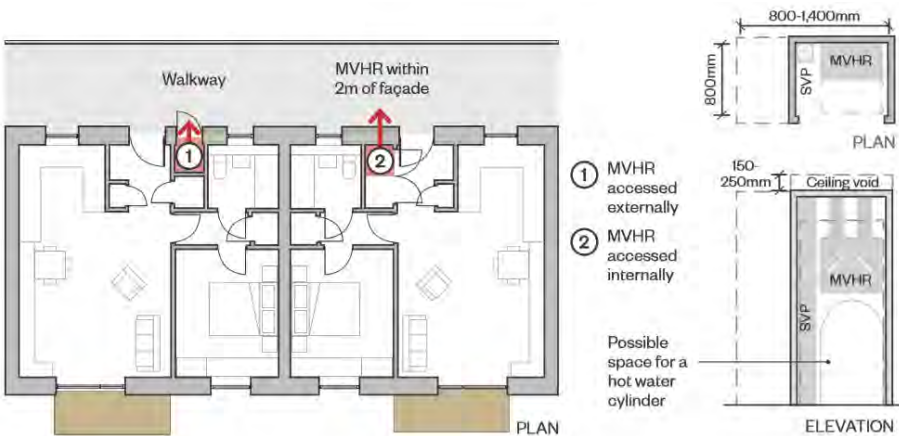 Walkway
MVHR within
2m of façade
1
2
PLAN
1 MVHR
accessed
externally
2 MVHR
accessed
internally
800-1,400mm
800mm
SVP
MVHR
PLAN
150-
250mm
Ceiling void
MVHR
SVP
Possible
space for a
hot water
cylinder
ELEVATION